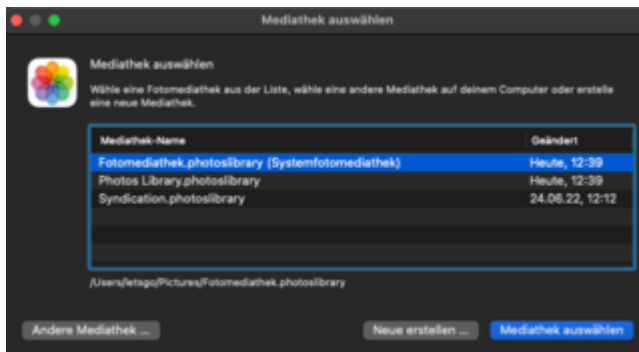 Mediathek auswählen
Mediathek auswählen
Wähle eine Fotomediathek aus der Liste, wähle eine andere Mediathek auf deinem Computer oder erstelle
eine neue Mediathek.
Mediathek-Name Geändert
Fotomediathek.photoslibrary (Systemfotomediathek) Heute, 12:39
Photos Library.photoslibrary Heute, 12:39
Syndication.photoslibrary 24.06.22, 12:12
/Users/letsgo/Pictures/Fotomediathek.photoslibrary
Andere Mediathek ... Neue erstellen ... Mediathek auswählen